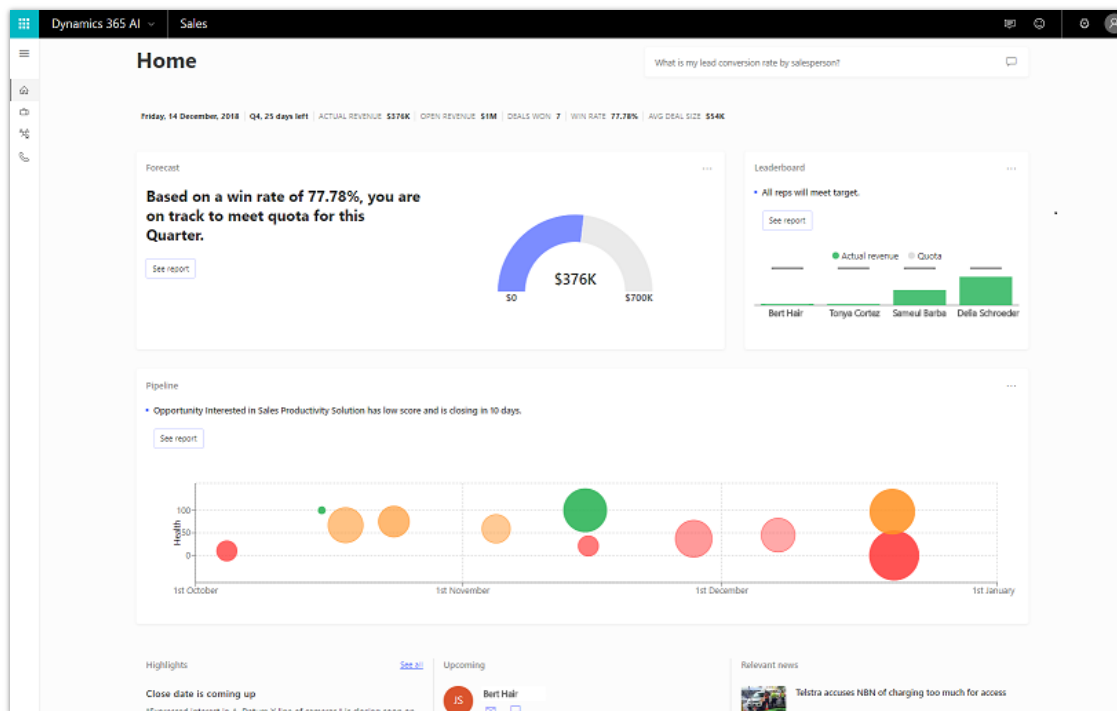 Dynamics 365 AI
Sales
Home
What is my lead conversion rate by salesperson?
Friday, 14 December, 2018 | Q4, 25 days left | ACTUAL REVENUE $376K | OPEN REVENUE $1M | DEALS WON 7 | WIN RATE 77.78% | AVG DEAL SIZE $54K
Forecast
Based on a win rate of 77.78%, you are
on track to meet quota for this
Quarter.
See report
$376K
$0
$700K
Leaderboard
All reps will meet target.
See report
Actual revenue
Quota
Bert Hair
Tonya Cortez
Sameul Barba
Delia Schroeder
Pipeline
Opportunity Interested in Sales Productivity Solution has low score and is closing in 10 days.
See report
Health
100
50
0
1st October
1st November
1st December
1st January
Highlights
See all
Close date is coming up
Upcoming
JS
Bert Hair
Relevant news
Telstra accuses NBN of charging too much for access